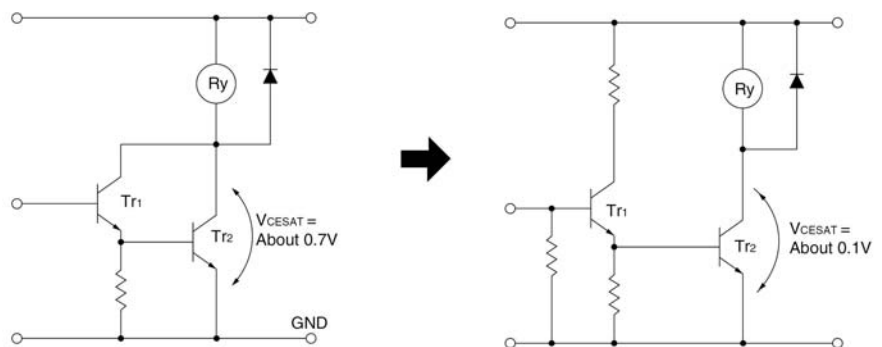 Ry
Tr1
Tr2
VCESAT =
About 0.7V
GND
Ry
Tr1
Tr2
VCESAT =
About 0.1V